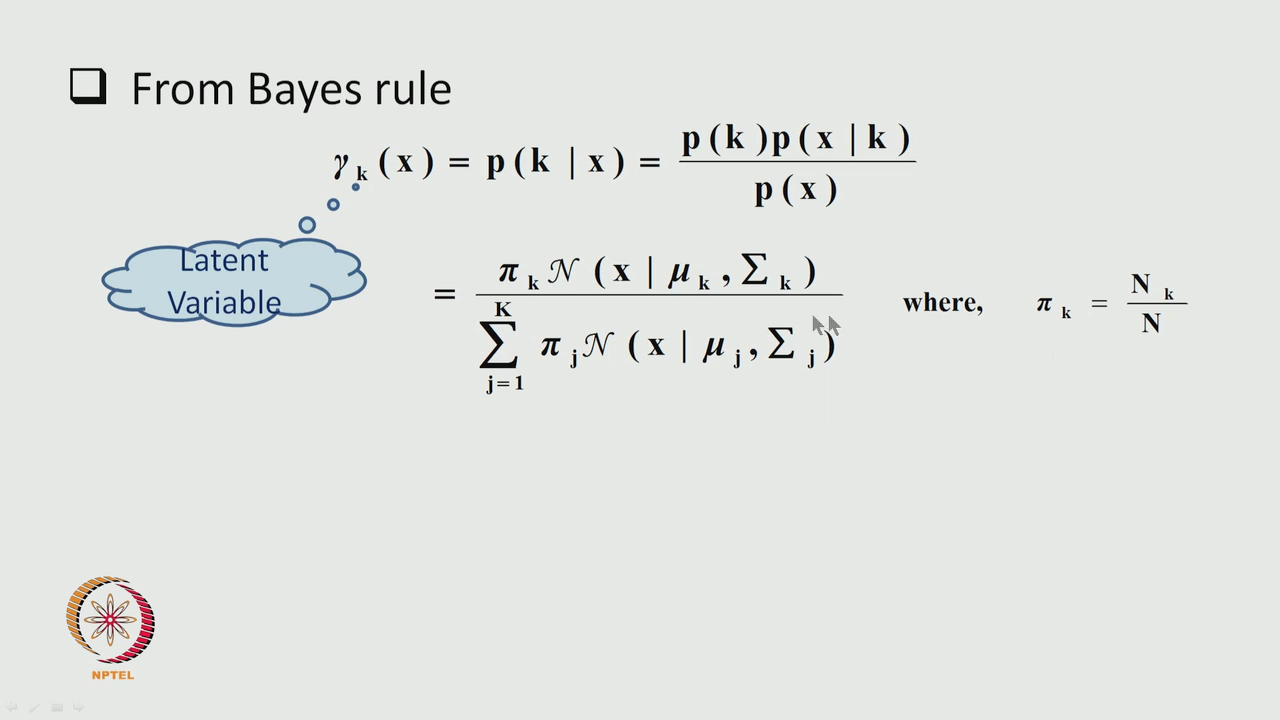 ❑ From Bayes rule
γ_k (x) = p(k | x) = p(k)p(x | k) / p(x)
Latent
Variable
= π_k 𝒩(x | μ_k, Σ_k) / Σ_{j=1}^{K} π_j 𝒩(x | μ_j, Σ_j) where, π_k = N_k / N
NPTEL